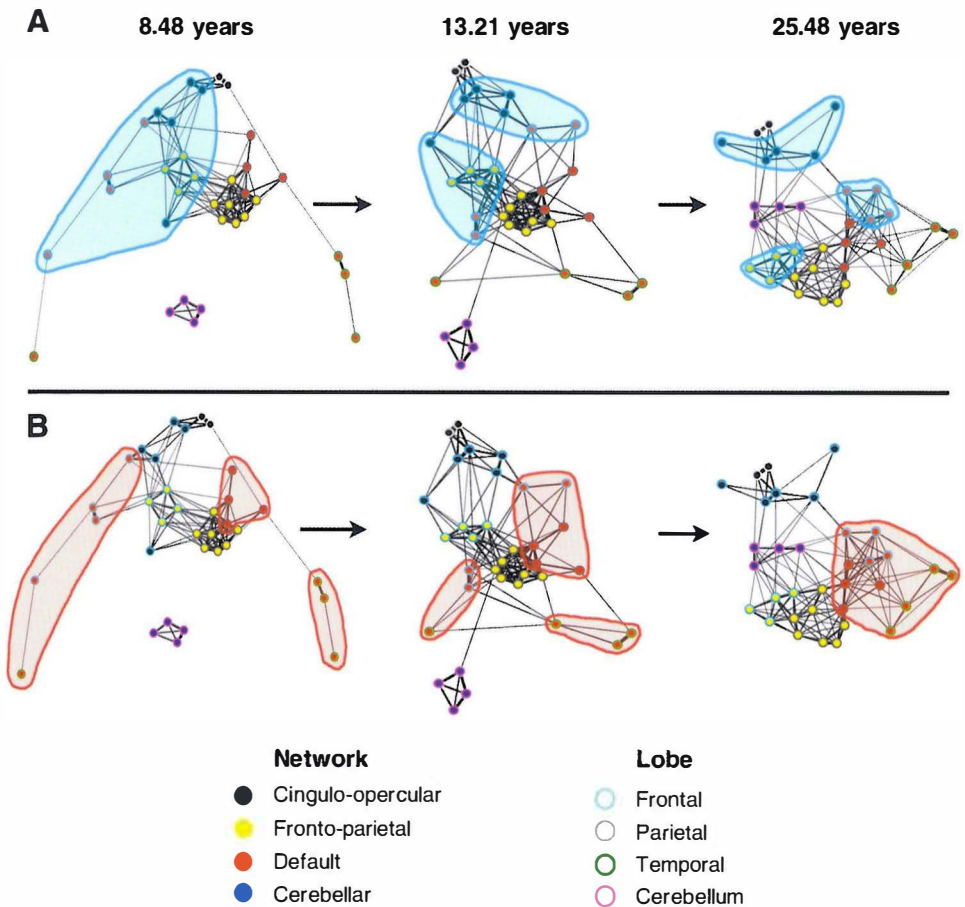 A
8.48 years 13.21 years 25.48 years
B
Network
Cingulo-opercular
Fronto-parietal
Default
Cerebellar
Lobe
Frontal
Parietal
Temporal
Cerebellum